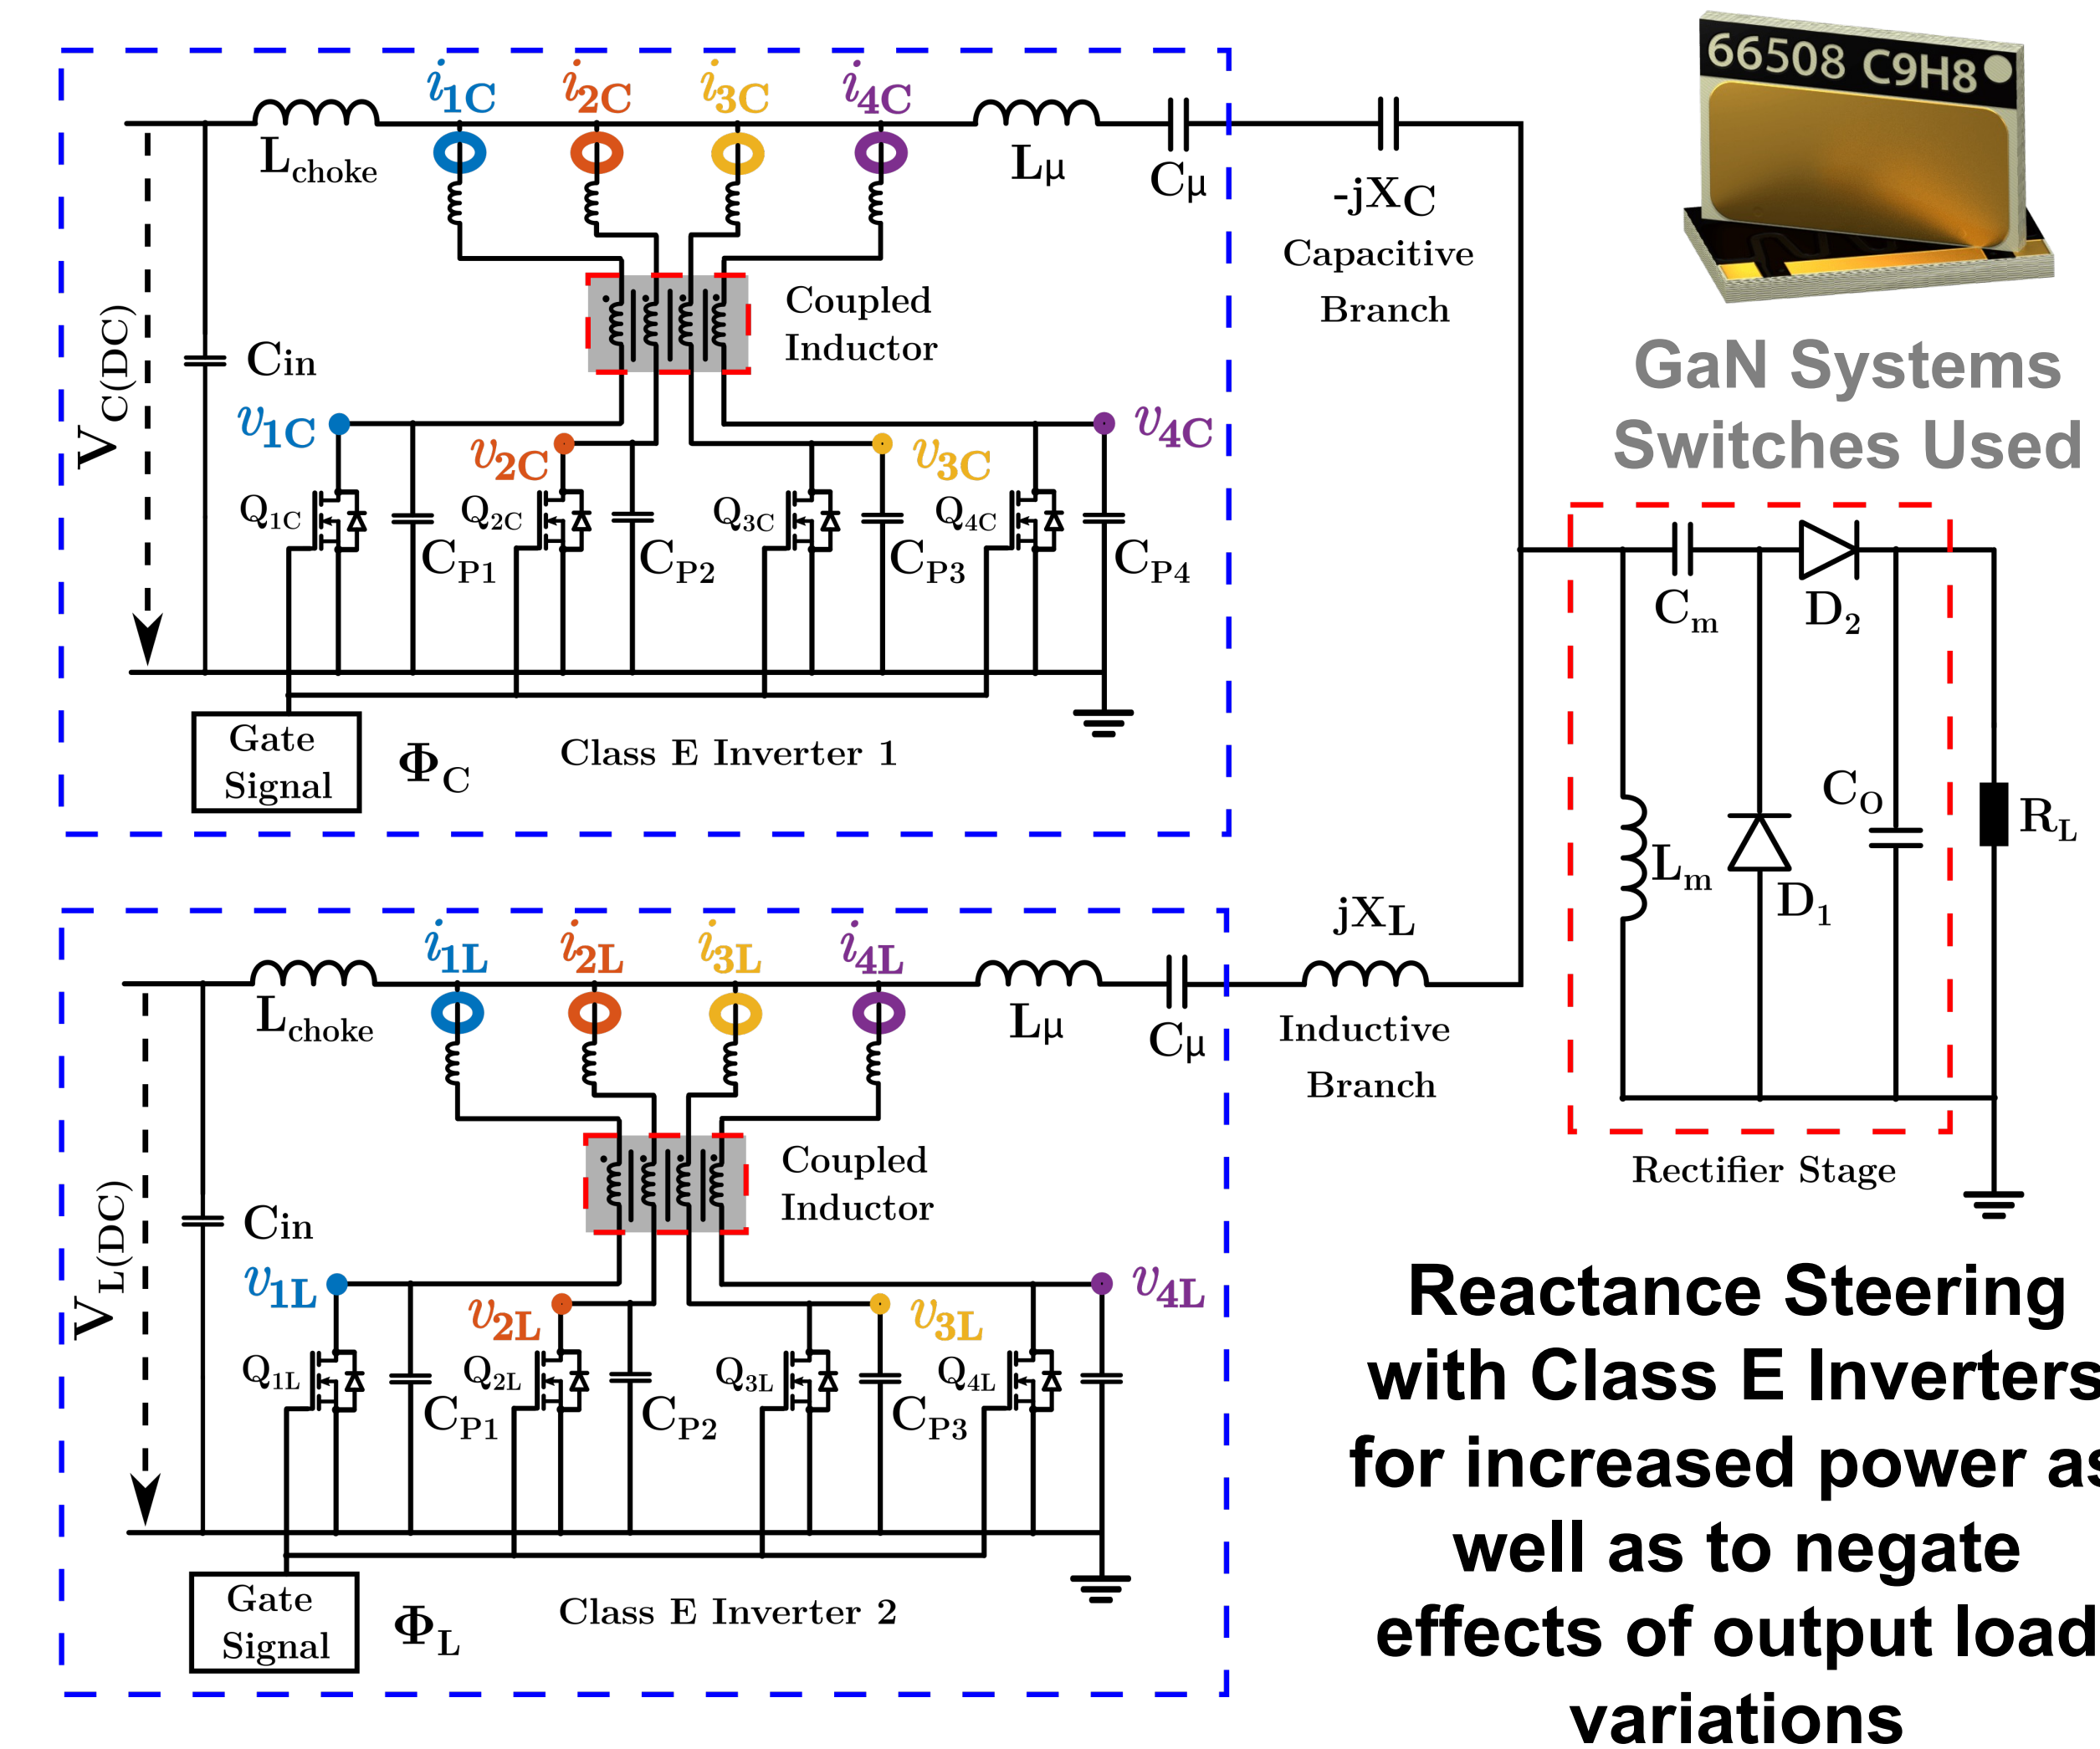 i1C i2C i3C i4C
Lchoke
Lμ
Cμ
-jXC
Capacitive
Branch
VC(DC)
Cin
Coupled
Inductor
v1C
v2C
v3C
v4C
Q1C
CP1
Q2C
CP2
Q3C
CP3
Q4C
CP4
Gate
Signal
ΦC
Class E Inverter 1
66508 C9H8
GaN Systems
Switches Used
Cm
D2
Lm
D1
CO
RL
Rectifier Stage
i1L i2L i3L i4L
Lchoke
Lμ
Cμ
jXL
Inductive
Branch
VL(DC)
Cin
Coupled
Inductor
v1L
v2L
v3L
v4L
Q1L
CP1
Q2L
CP2
Q3L
CP3
Q4L
Gate
Signal
ΦL
Class E Inverter 2
Reactance Steering
with Class E Inverters
for increased power as
well as to negate
effects of output load
variations